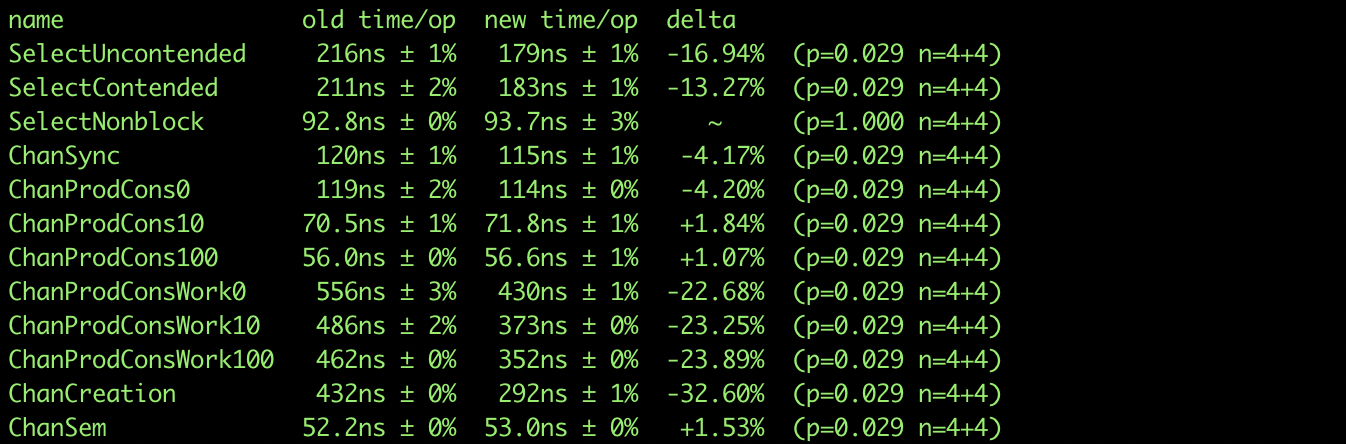 name old time/op new time/op delta
SelectUncontended 216ns ± 1% 179ns ± 1% -16.94% (p=0.029 n=4+4)
SelectContended 211ns ± 2% 183ns ± 1% -13.27% (p=0.029 n=4+4)
SelectNonblock 92.8ns ± 0% 93.7ns ± 3% ~ (p=1.000 n=4+4)
ChanSync 120ns ± 1% 115ns ± 1% -4.17% (p=0.029 n=4+4)
ChanProdCons0 119ns ± 2% 114ns ± 0% -4.20% (p=0.029 n=4+4)
ChanProdCons10 70.5ns ± 1% 71.8ns ± 1% +1.84% (p=0.029 n=4+4)
ChanProdCons100 56.0ns ± 0% 56.6ns ± 1% +1.07% (p=0.029 n=4+4)
ChanProdConsWork0 556ns ± 3% 430ns ± 1% -22.68% (p=0.029 n=4+4)
ChanProdConsWork10 486ns ± 2% 373ns ± 0% -23.25% (p=0.029 n=4+4)
ChanProdConsWork100 462ns ± 0% 352ns ± 0% -23.89% (p=0.029 n=4+4)
ChanCreation 432ns ± 0% 292ns ± 1% -32.60% (p=0.029 n=4+4)
ChanSem 52.2ns ± 0% 53.0ns ± 0% +1.53% (p=0.029 n=4+4)